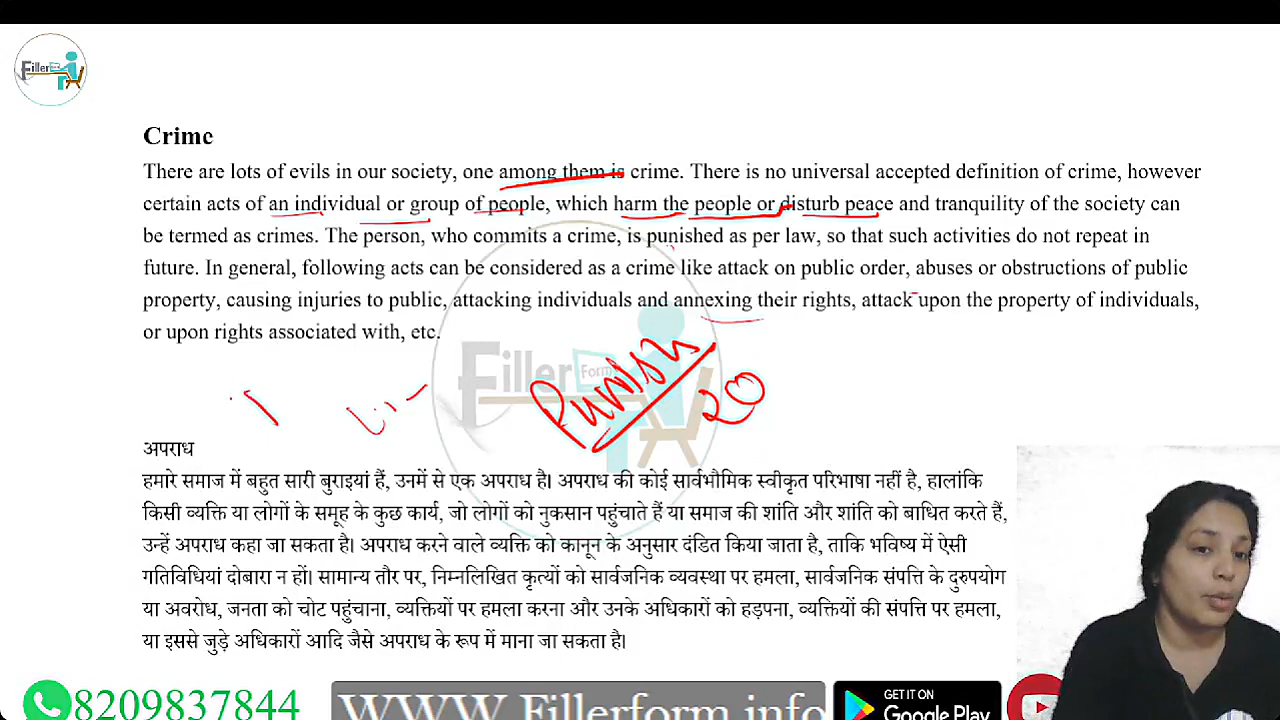 Fillerform
Crime
There are lots of evils in our society, one among them is crime. There is no universal accepted definition of crime, however
certain acts of an individual or group of people, which harm the people or disturb peace and tranquility of the society can
be termed as crimes. The person, who commits a crime, is punished as per law, so that such activities do not repeat in
future. In general, following acts can be considered as a crime like attack on public order, abuses or obstructions of public
property, causing injuries to public, attacking individuals and annexing their rights, attack upon the property of individuals,
or upon rights associated with, etc.
Filler Form
Punish
20
अपराध
हमारे समाज में बहुत सारी बुराइयां हैं, उनमें से एक अपराध है। अपराध की कोई सार्वभौमिक स्वीकृत परिभाषा नहीं है, हालांकि
किसी व्यक्ति या लोगों के समूह के कुछ कार्य, जो लोगों को नुकसान पहुंचाते हैं या समाज की शांति और शांति को बाधित करते हैं,
उन्हें अपराध कहा जा सकता है। अपराध करने वाले व्यक्ति को कानून के अनुसार दंडित किया जाता है, ताकि भविष्य में ऐसी
गतिविधियां दोबारा न हों। सामान्य तौर पर, निम्नलिखित कृत्यों को सार्वजनिक व्यवस्था पर हमला, सार्वजनिक संपत्ति के दुरुपयोग
या अवरोध, जनता को चोट पहुंचाना, व्यक्तियों पर हमला करना और उनके अधिकारों को हड़पना, व्यक्तियों की संपत्ति पर हमला,
या इससे जुड़े अधिकारों आदि जैसे अपराध के रूप में माना जा सकता है।
8209837844
WWW.Fillerform.info
GET IT ON
Google Play